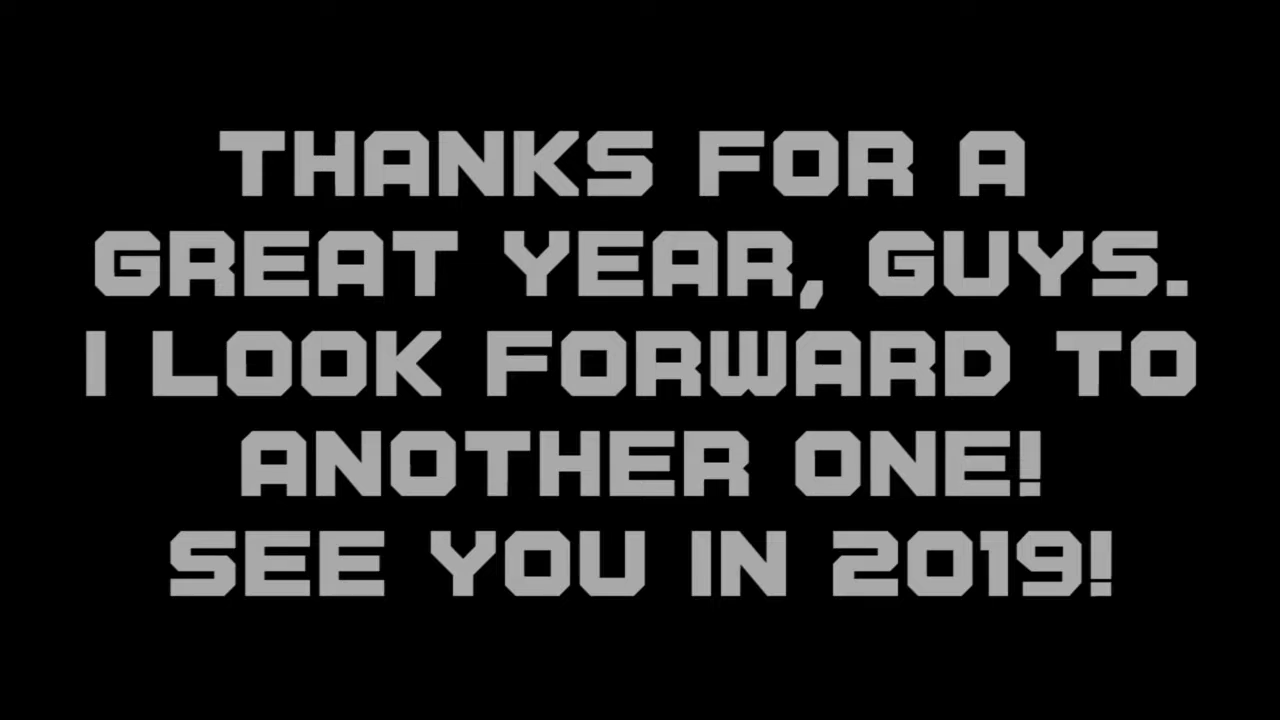 THANKS FOR A
GREAT YEAR, GUYS.
I LOOK FORWARD TO
ANOTHER ONE!
SEE YOU IN 2019!